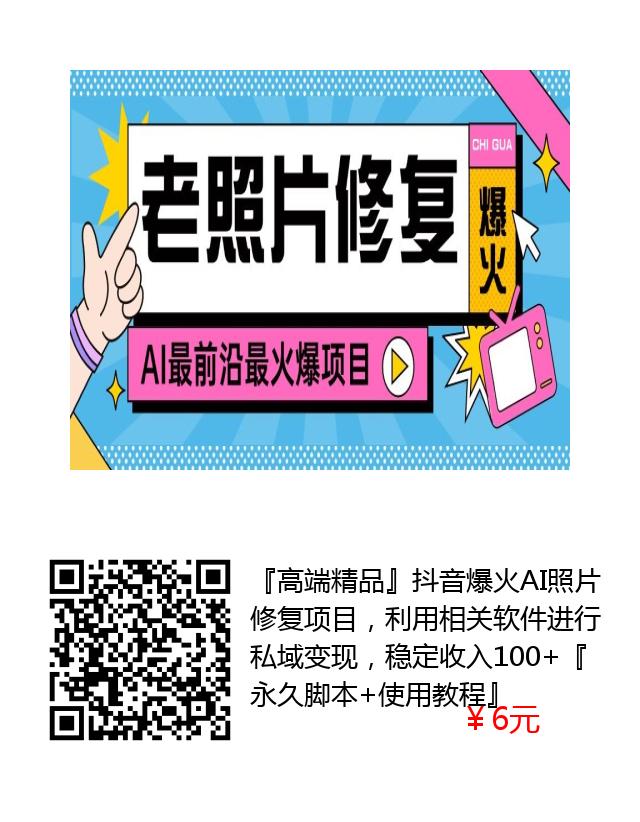 老照片修复
CHI GUA
爆火
AI最前沿最火爆项目
『高端精品』抖音爆火AI照片
修复项目，利用相关软件进行
私域变现，稳定收入100+『
永久脚本+使用教程』
￥6元